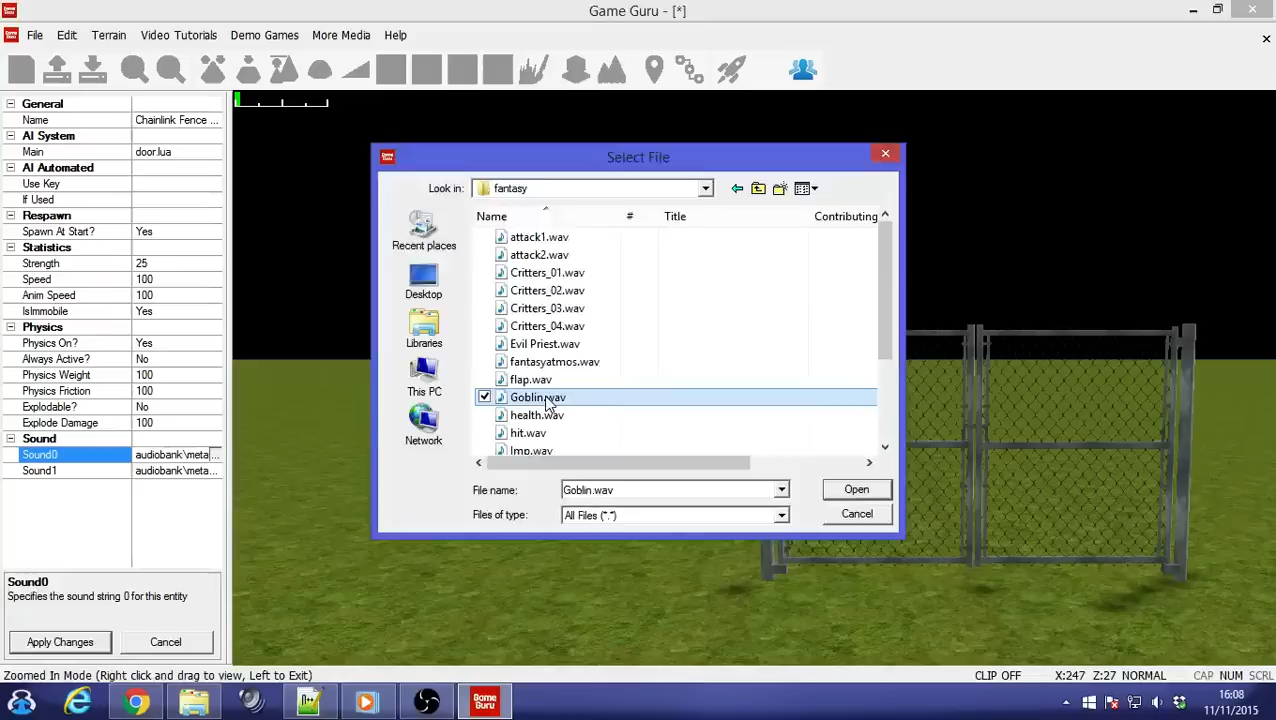 Game Guru - [*]
File Edit Terrain Video Tutorials Demo Games More Media Help
General
Name Chainlink Fence ...
AI System
Main door.lua
AI Automated
Use Key
If Used
Respawn
Spawn At Start? Yes
Statistics
Strength 25
Speed 100
Anim Speed 100
IsImmobile Yes
Physics
Physics On? Yes
Always Active? No
Physics Weight 100
Physics Friction 100
Explodable? No
Explode Damage 100
Sound
Sound0 audiobank\meta ...
Sound1 audiobank\meta...
Sound0
Specifies the sound string 0 for this entity
Apply Changes Cancel
Select File
Look in: fantasy
Recent places
Desktop
Libraries
This PC
Network
Name # Title Contributing
attack1.wav
attack2.wav
Critters_01.wav
Critters_02.wav
Critters_03.wav
Critters_04.wav
Evil Priest.wav
fantasyatmos.wav
flap.wav
Goblin.wav
health.wav
hit.wav
Imp.wav
File name: Goblin.wav Open
Files of type: All Files (*.*) Cancel
Zoomed In Mode (Right click and drag to view, Left to Exit) CLIP OFF X:247 Z:27 NORMAL CAP NUM SCRL
16:08
11/11/2015